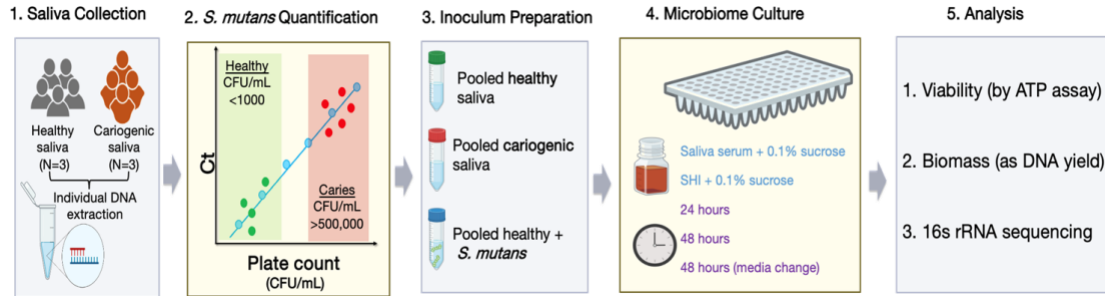 1. Saliva Collection
Healthy
saliva
(N=3)
Cariogenic
saliva
(N=3)
Individual DNA
extraction
2. S. mutans Quantification
Healthy
CFU/mL
<1000
Caries
CFU/mL
>500,000
Ct
Plate count
(CFU/mL)
3. Inoculum Preparation
Pooled healthy
saliva
Pooled cariogenic
saliva
Pooled healthy +
S. mutans
4. Microbiome Culture
Saliva serum + 0.1% sucrose
SHI + 0.1% sucrose
24 hours
48 hours
48 hours (media change)
5. Analysis
1. Viability (by ATP assay)
2. Biomass (as DNA yield)
3. 16s rRNA sequencing